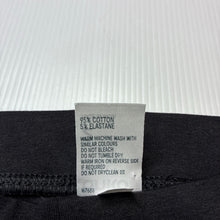 95% COTTON
5% ELASTANE
WARM MACHINE WASH WITH
SIMILAR COLOURS
DO NOT BLEACH
DO NOT TUMBLE DRY
WARM IRON ON REVERSE SIDE
IF REQUIRED
DO NOT DRYCLEAN